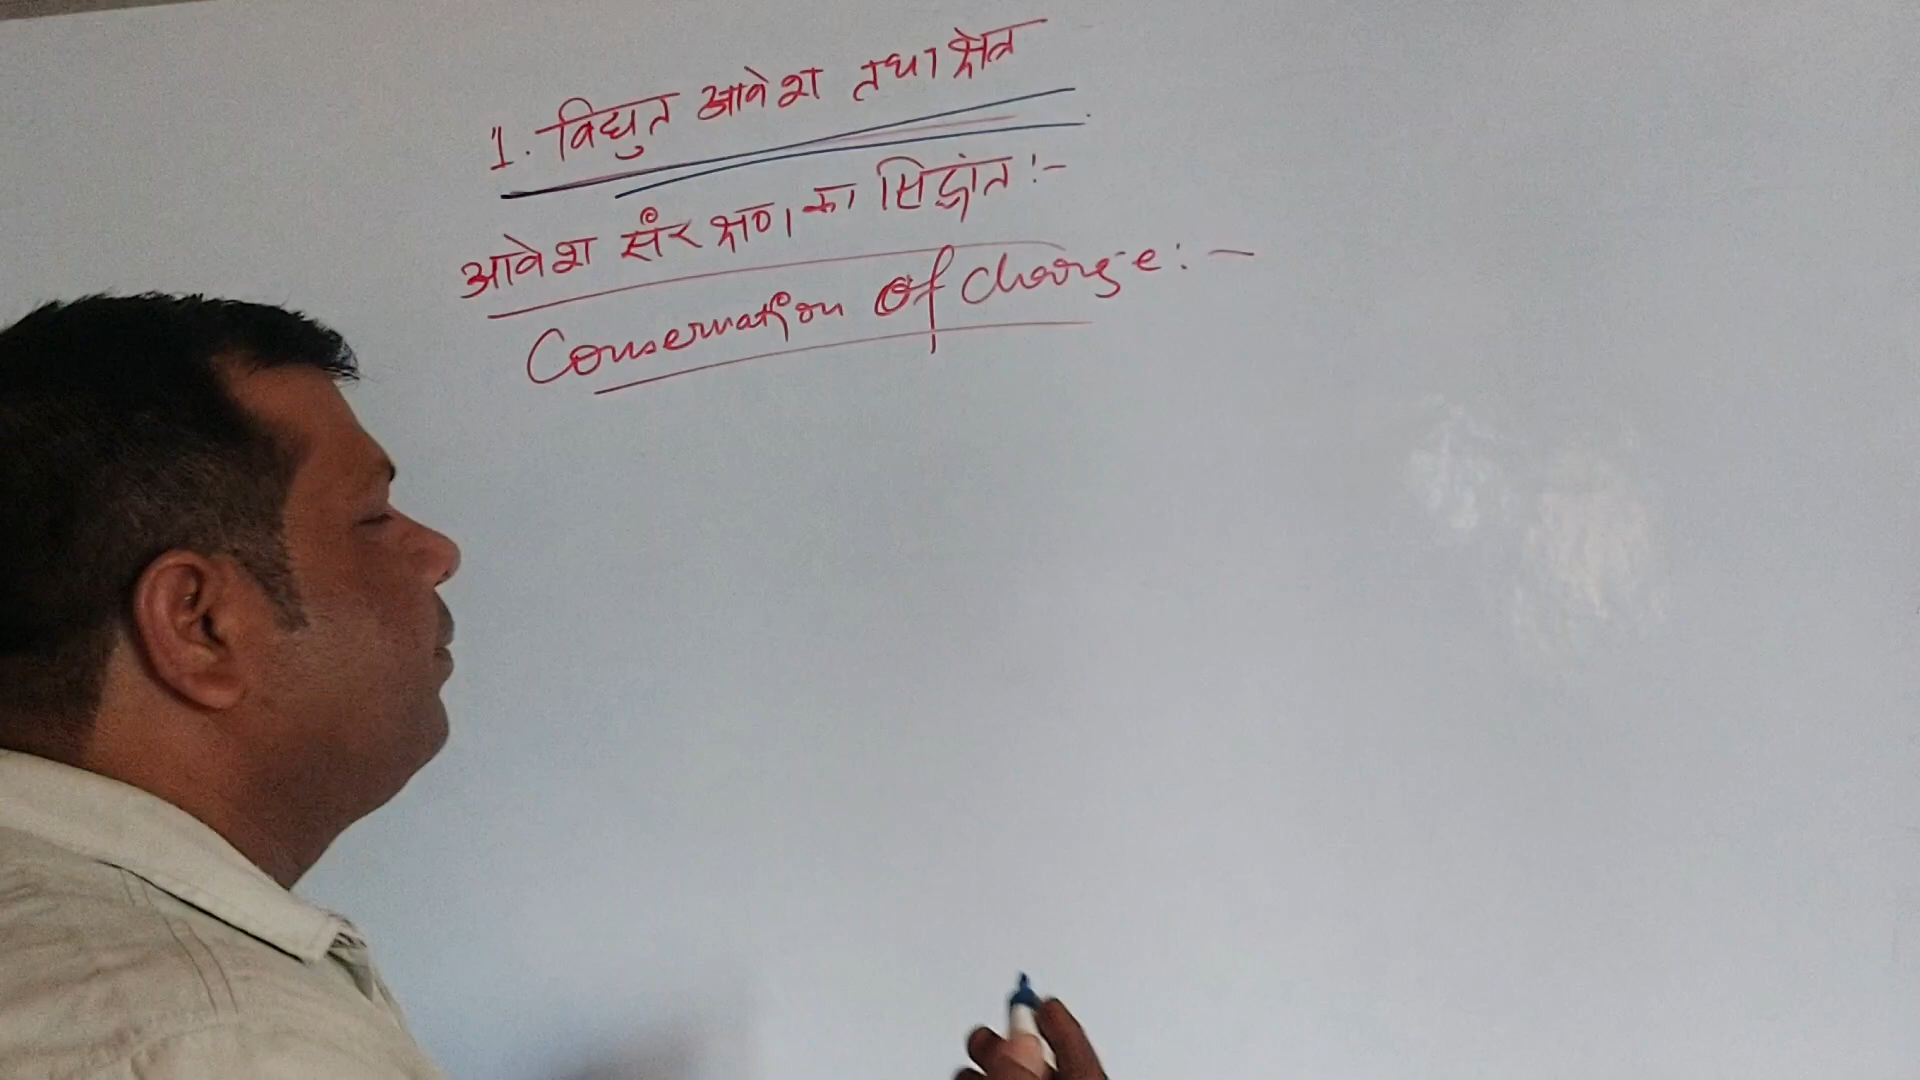 1. विद्युत आवेश तथा क्षेत्र
आवेश संरक्षण का सिद्धांत :-
Conservation of charge : -